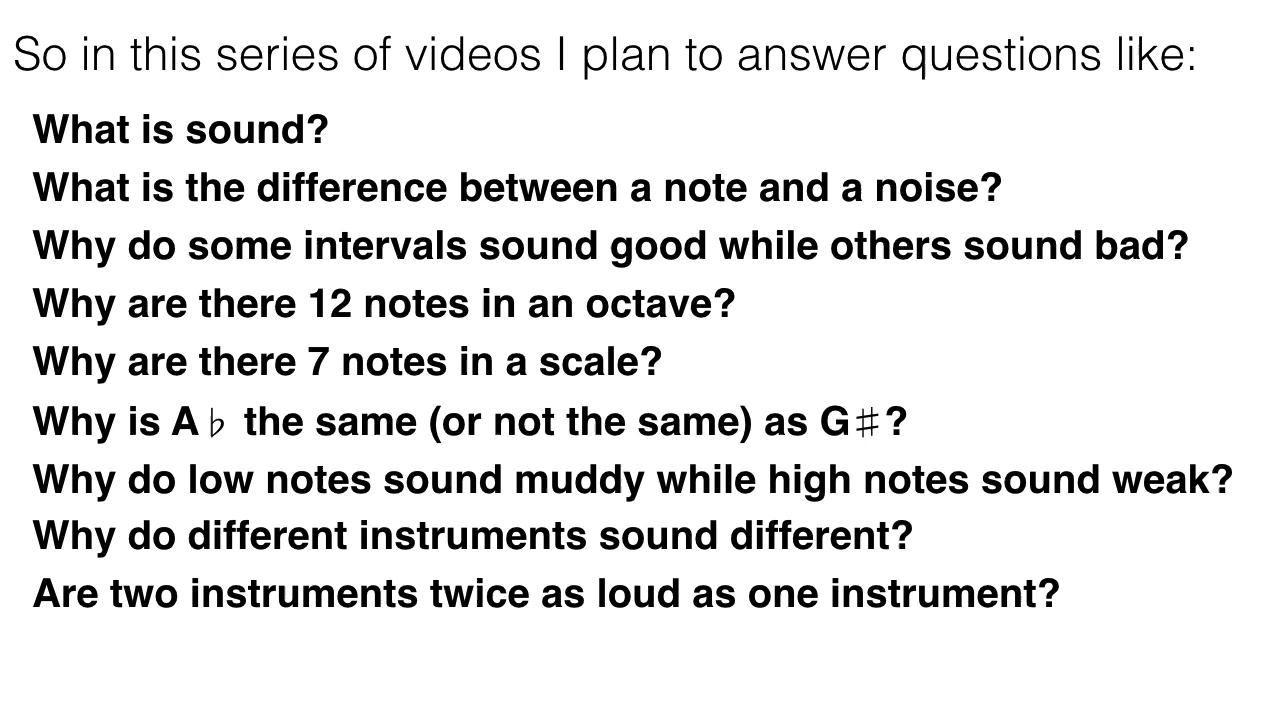 So in this series of videos I plan to answer questions like:
What is sound?
What is the difference between a note and a noise?
Why do some intervals sound good while others sound bad?
Why are there 12 notes in an octave?
Why are there 7 notes in a scale?
Why is A♭ the same (or not the same) as G♯?
Why do low notes sound muddy while high notes sound weak?
Why do different instruments sound different?
Are two instruments twice as loud as one instrument?